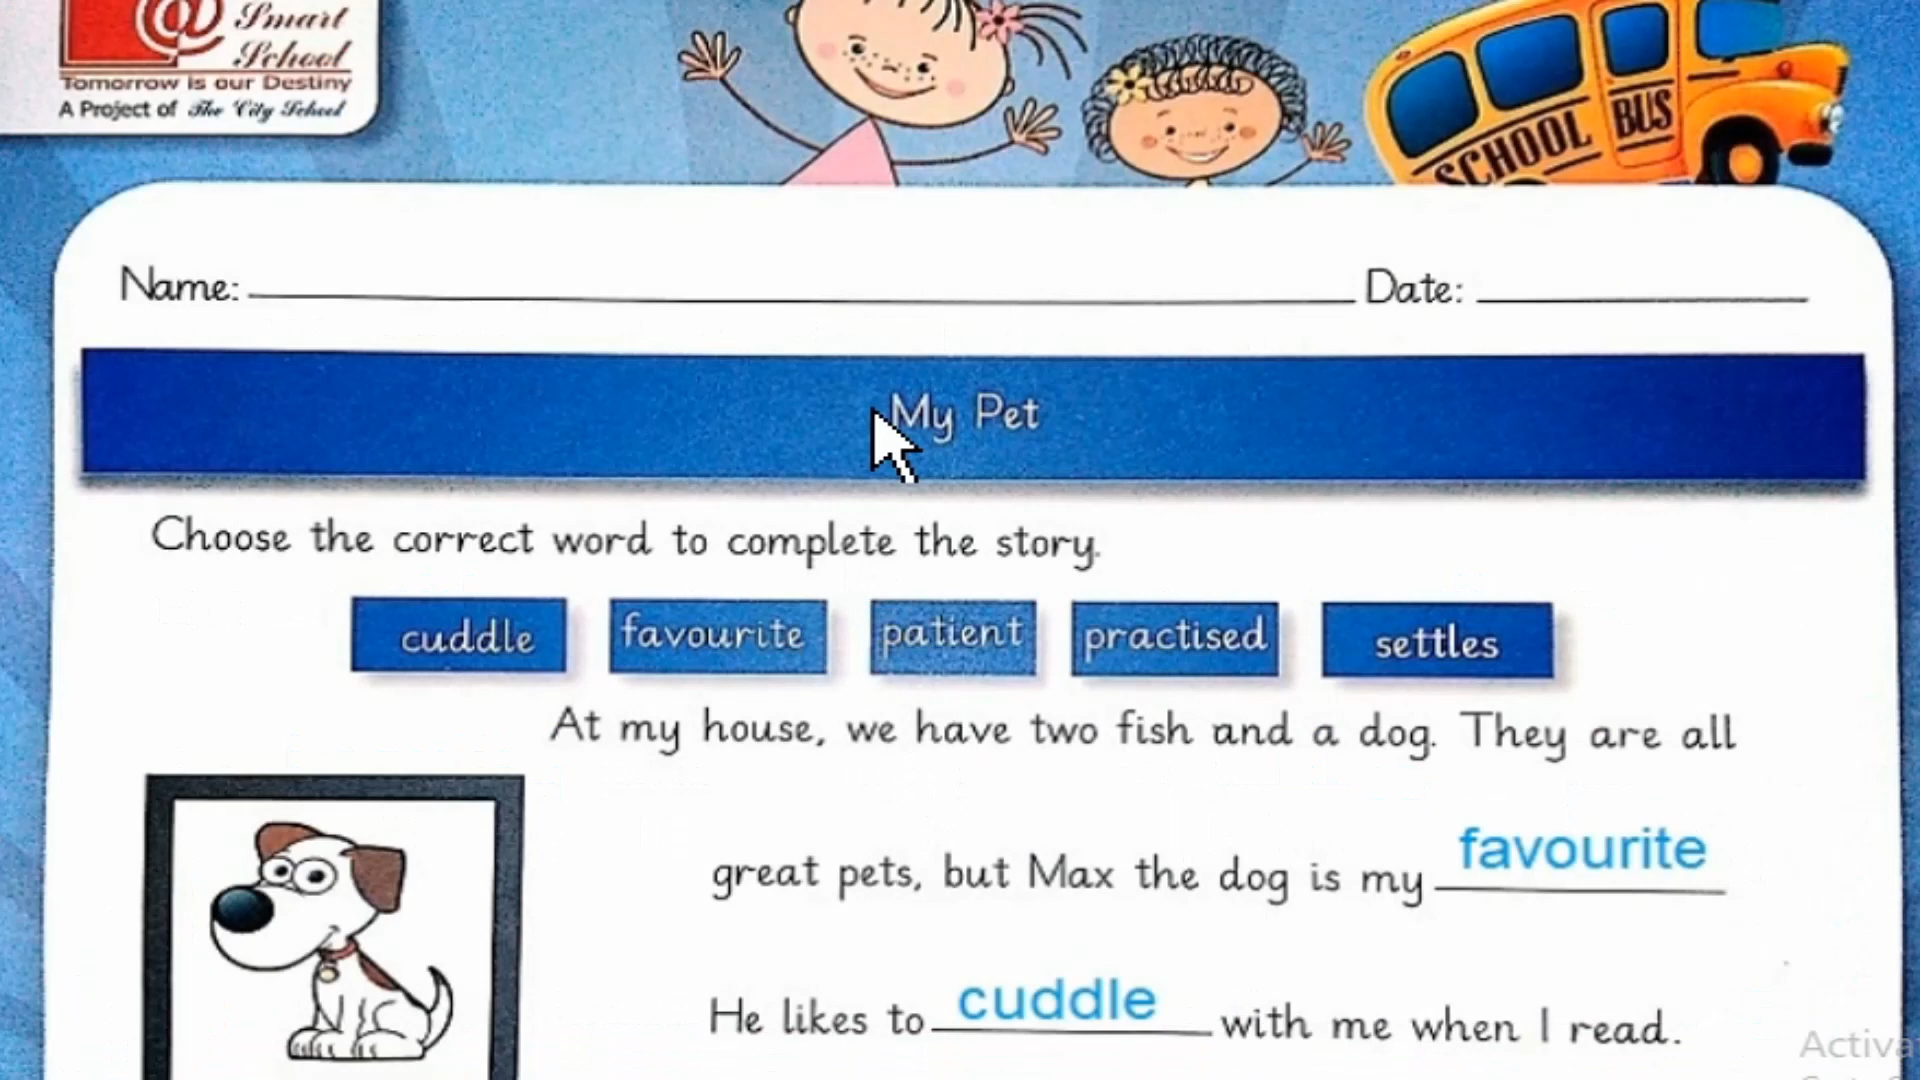 @ Smart
School
Tomorrow is our Destiny
A Project of The City School
SCHOOL BUS
Name: Date:
My Pet
Choose the correct word to complete the story.
cuddle favourite patient practised settles
At my house, we have two fish and a dog. They are all
great pets, but Max the dog is my favourite
He likes to cuddle with me when I read.